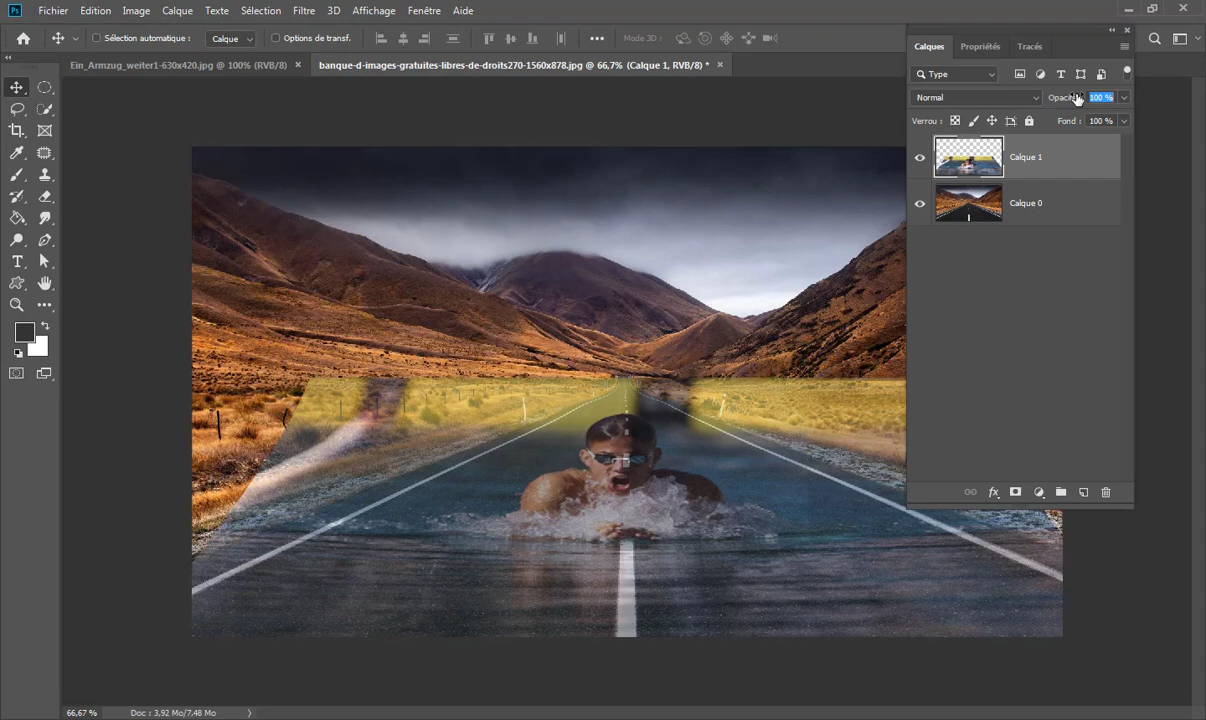 Ps Fichier Edition Image Calque Texte Sélection Filtre 3D Affichage Fenêtre Aide
Sélection automatique : Calque Options de transf. Mode 3D :
Ein_Armzug_weiter1-630x420.jpg @ 100% (RVB/8) banque-d-images-gratuites-libres-de-droits270-1560x878.jpg @ 66,7% (Calque 1, RVB/8) *
Calques Propriétés Tracés
Type
Normal 100 %
Verrou : Fond : 100 %
Calque 1
Calque 0
fx
66,67 % Doc : 3,92 Mo/7,48 Mo